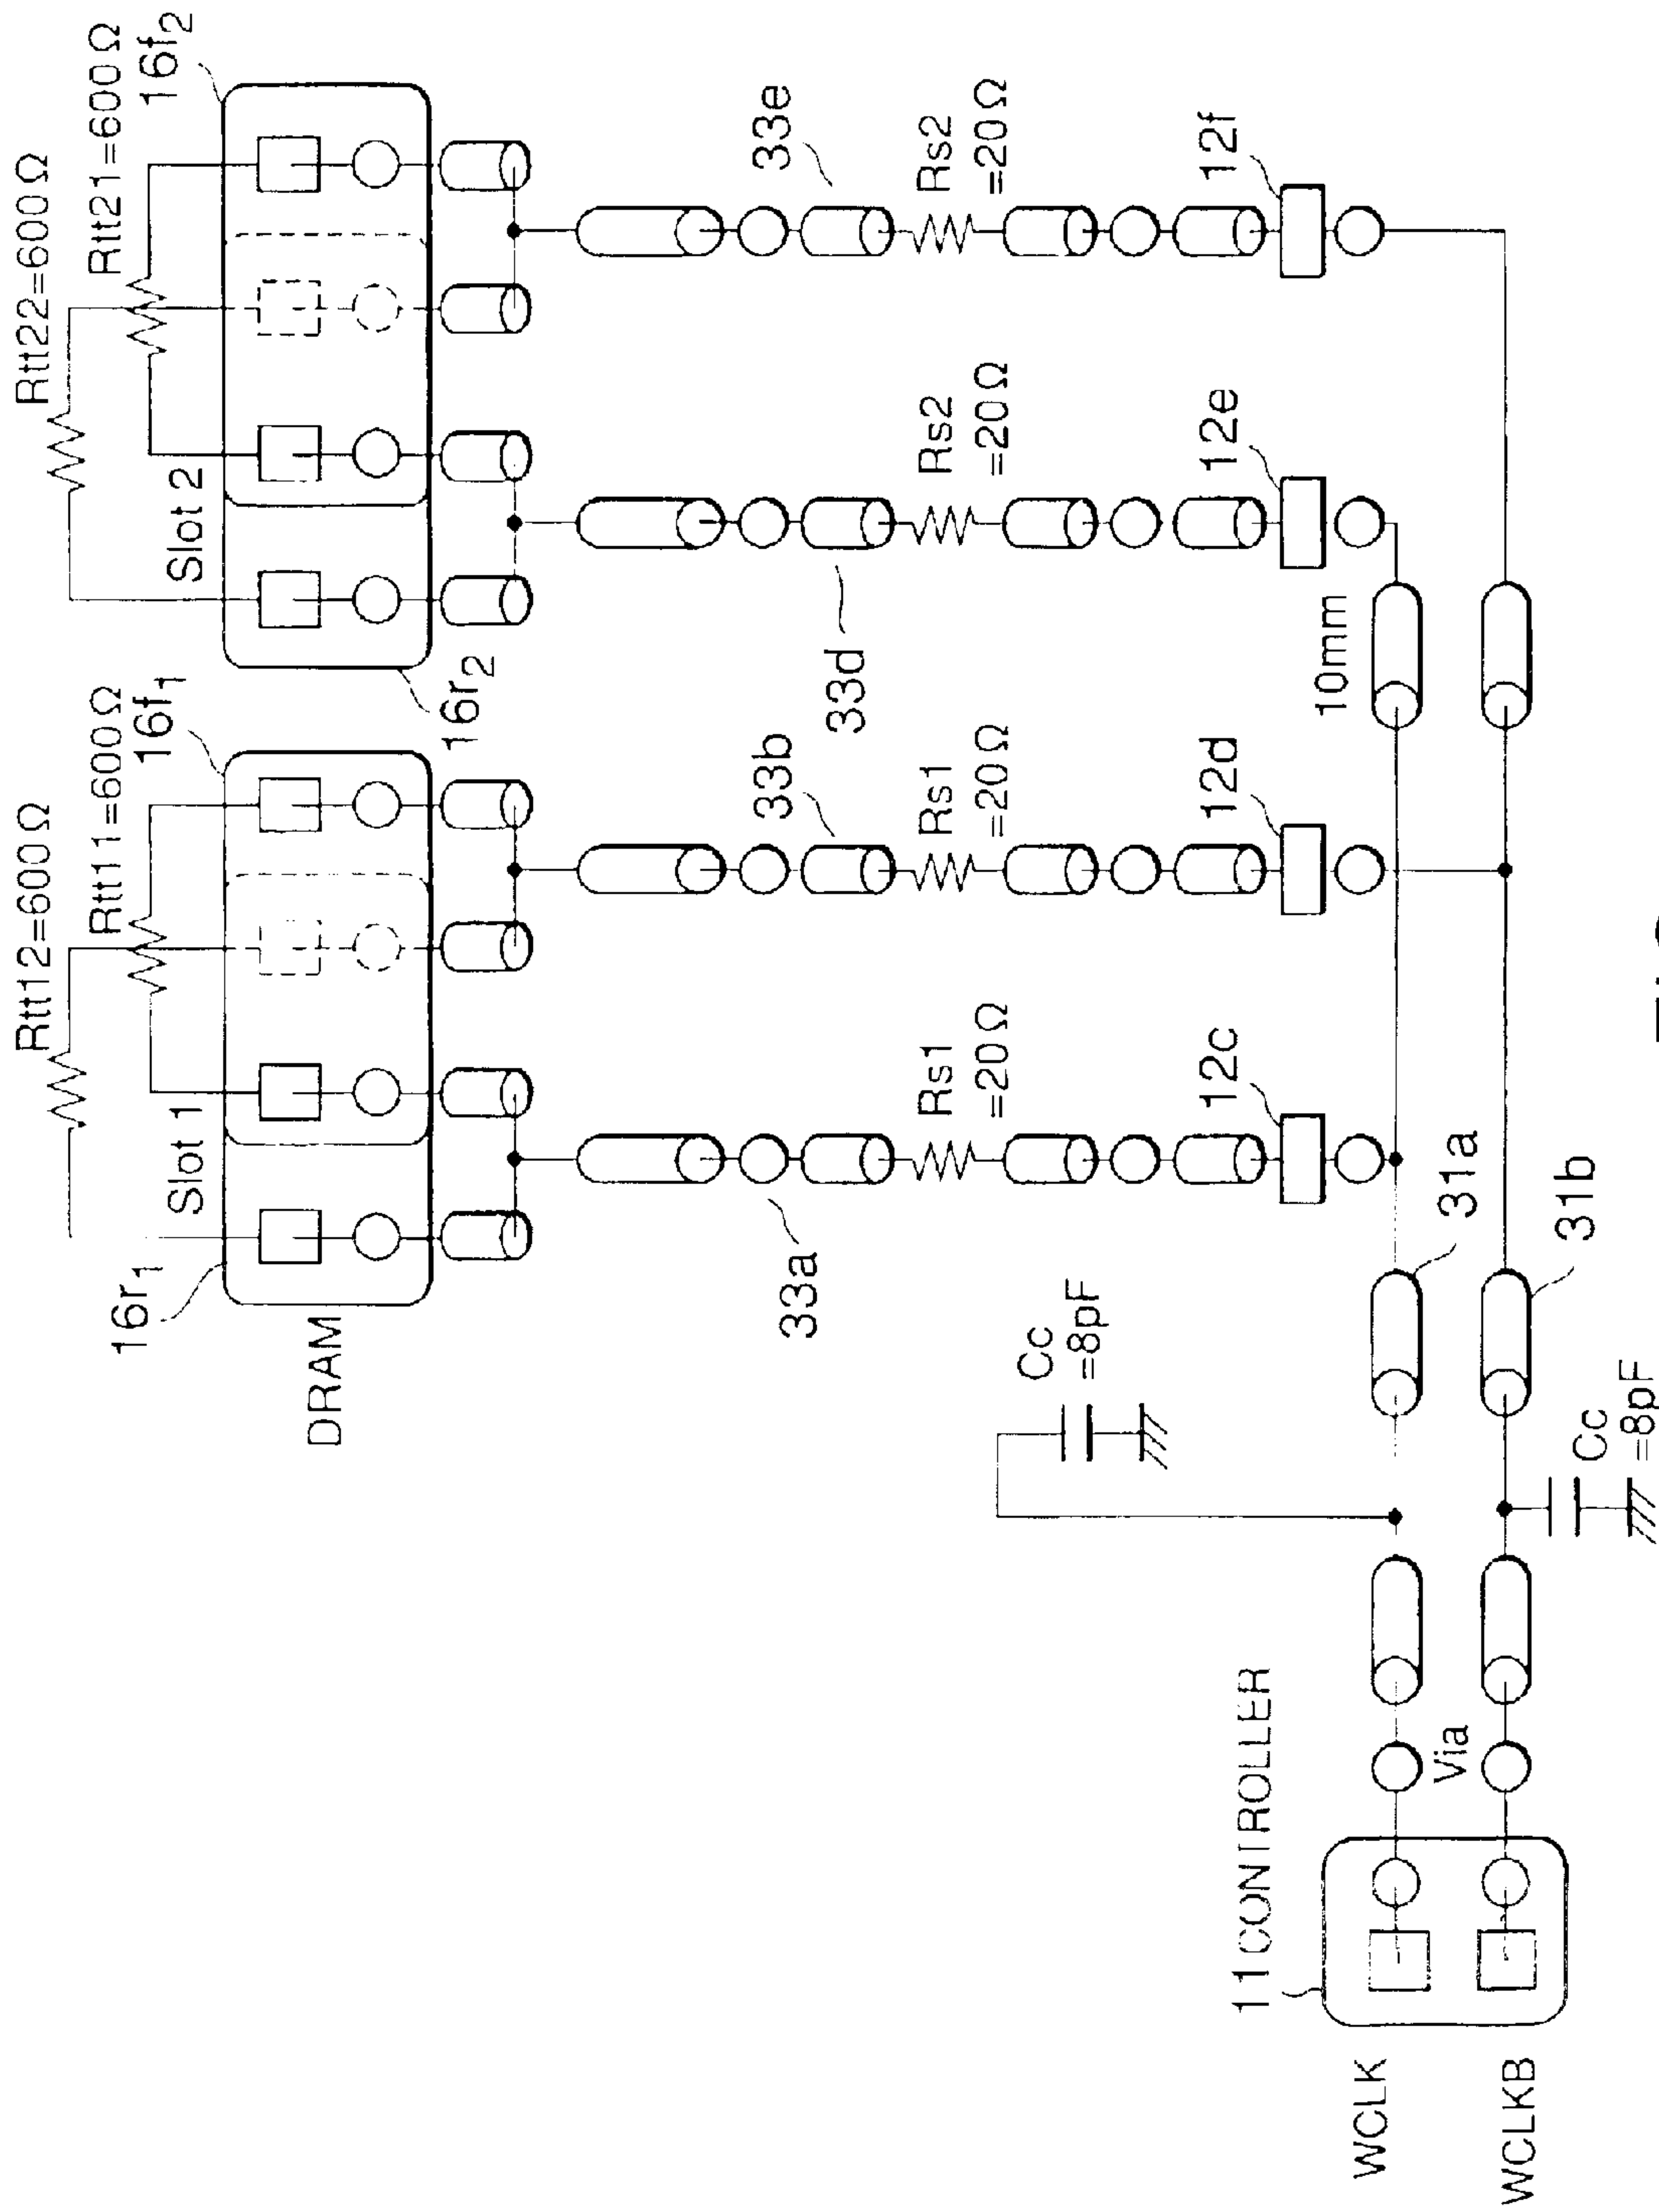 Rtt12=600Ω
Rtt11=600Ω
16f1
16r1
Slot 1
DRAM
Rtt22=600Ω
Rtt21=600Ω
16f2
Slot 2
16r2
33a
33b
33d
33e
Rs1
=20Ω
Rs1
=20Ω
Rs2
=20Ω
Rs2
=20Ω
12c
12d
12e
12f
10mm
Cc
=8pF
31a
31b
Cc
=8pF
11CONTROLLER
Via
WCLK
WCLKB